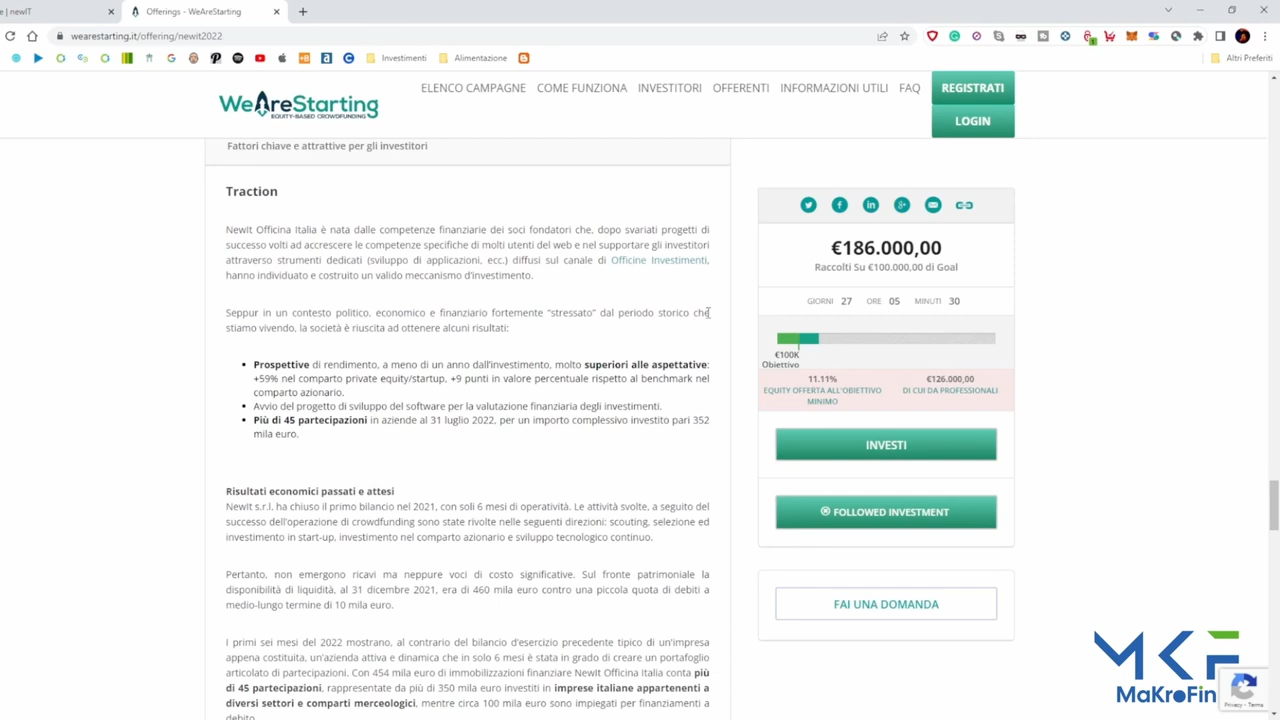 e | newIT
Offerings - WeAreStarting
wearestarting.it/offering/newit2022
Investimenti
Alimentazione
Altri Preferiti
WeAreStarting
EQUITY-BASED CROWDFUNDING
ELENCO CAMPAGNE COME FUNZIONA INVESTITORI OFFERENTI INFORMAZIONI UTILI FAQ
REGISTRATI
LOGIN
Fattori chiave e attrattive per gli investitori
Traction
NewIt Officina Italia è nata dalle competenze finanziarie dei soci fondatori che, dopo svariati progetti di
successo volti ad accrescere le competenze specifiche di molti utenti del web e nel supportare gli investitori
attraverso strumenti dedicati (sviluppo di applicazioni, ecc.) diffusi sul canale di Officine Investimenti,
hanno individuato e costruito un valido meccanismo d'investimento.
Seppur in un contesto politico, economico e finanziario fortemente "stressato" dal periodo storico che
stiamo vivendo, la società è riuscita ad ottenere alcuni risultati:
• Prospettive di rendimento, a meno di un anno dall'investimento, molto superiori alle aspettative:
+59% nel comparto private equity/startup, +9 punti in valore percentuale rispetto al benchmark nel
comparto azionario.
• Avvio del progetto di sviluppo del software per la valutazione finanziaria degli investimenti.
• Più di 45 partecipazioni in aziende al 31 luglio 2022, per un importo complessivo investito pari 352
mila euro.
Risultati economici passati e attesi
NewIt s.r.l. ha chiuso il primo bilancio nel 2021, con soli 6 mesi di operatività. Le attività svolte, a seguito del
successo dell'operazione di crowdfunding sono state rivolte nelle seguenti direzioni: scouting, selezione ed
investimento in start-up, investimento nel comparto azionario e sviluppo tecnologico continuo.
Pertanto, non emergono ricavi ma neppure voci di costo significative. Sul fronte patrimoniale la
disponibilità di liquidità, al 31 dicembre 2021, era di 460 mila euro contro una piccola quota di debiti a
medio-lungo termine di 10 mila euro.
I primi sei mesi del 2022 mostrano, al contrario del bilancio d'esercizio precedente tipico di un'impresa
appena costituita, un'azienda attiva e dinamica che in solo 6 mesi è stata in grado di creare un portafoglio
articolato di partecipazioni. Con 454 mila euro di immobilizzazioni finanziare NewIt Officina Italia conta più
di 45 partecipazioni, rappresentate da più di 350 mila euro investiti in imprese italiane appartenenti a
diversi settori e comparti merceologici, mentre circa 100 mila euro sono impiegati per finanziamenti a
debito.
€186.000,00
Raccolti Su €100.000,00 di Goal
GIORNI 27 ORE 05 MINUTI 30
€100K
Obiettivo
11.11%
EQUITY OFFERTA ALL'OBIETTIVO
MINIMO
€126.000,00
DI CUI DA PROFESSIONALI
INVESTI
FOLLOWED INVESTMENT
FAI UNA DOMANDA
MKF
MaKroFin
Privacy - Terms